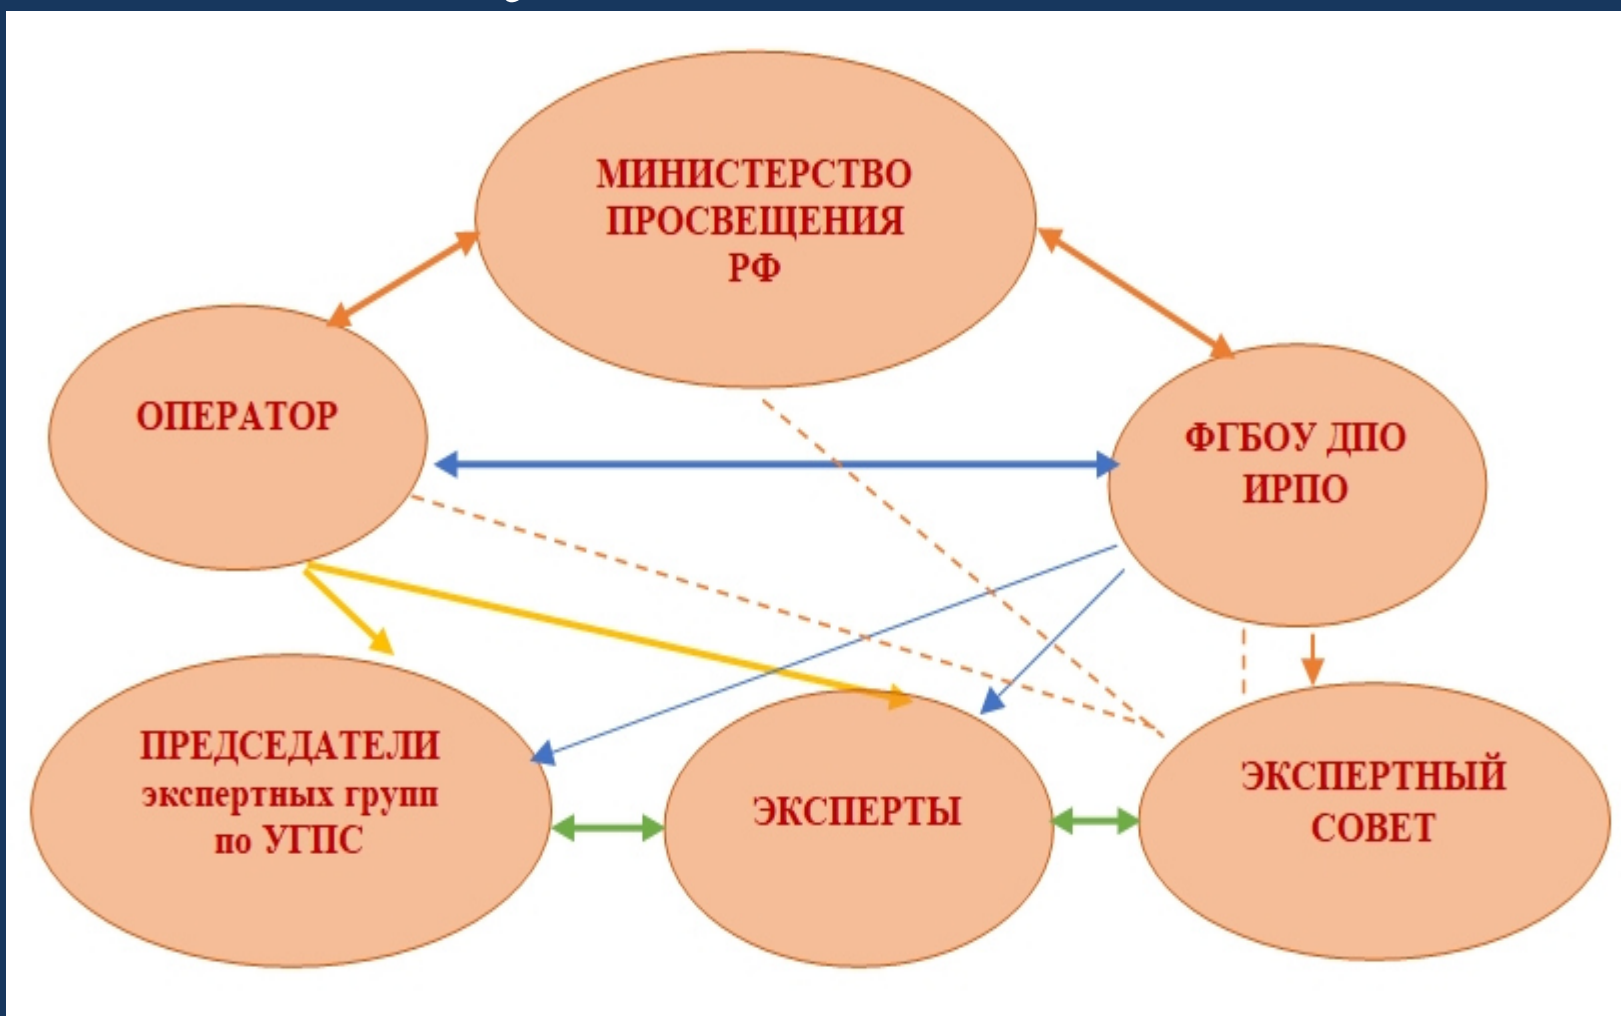 МИНИСТЕРСТВО
ПРОСВЕЩЕНИЯ
РФ
ОПЕРАТОР
ФГБОУ ДПО
ИРПО
ПРЕДСЕДАТЕЛИ
экспертных групп
по УГПС
ЭКСПЕРТЫ
ЭКСПЕРТНЫЙ
СОВЕТ